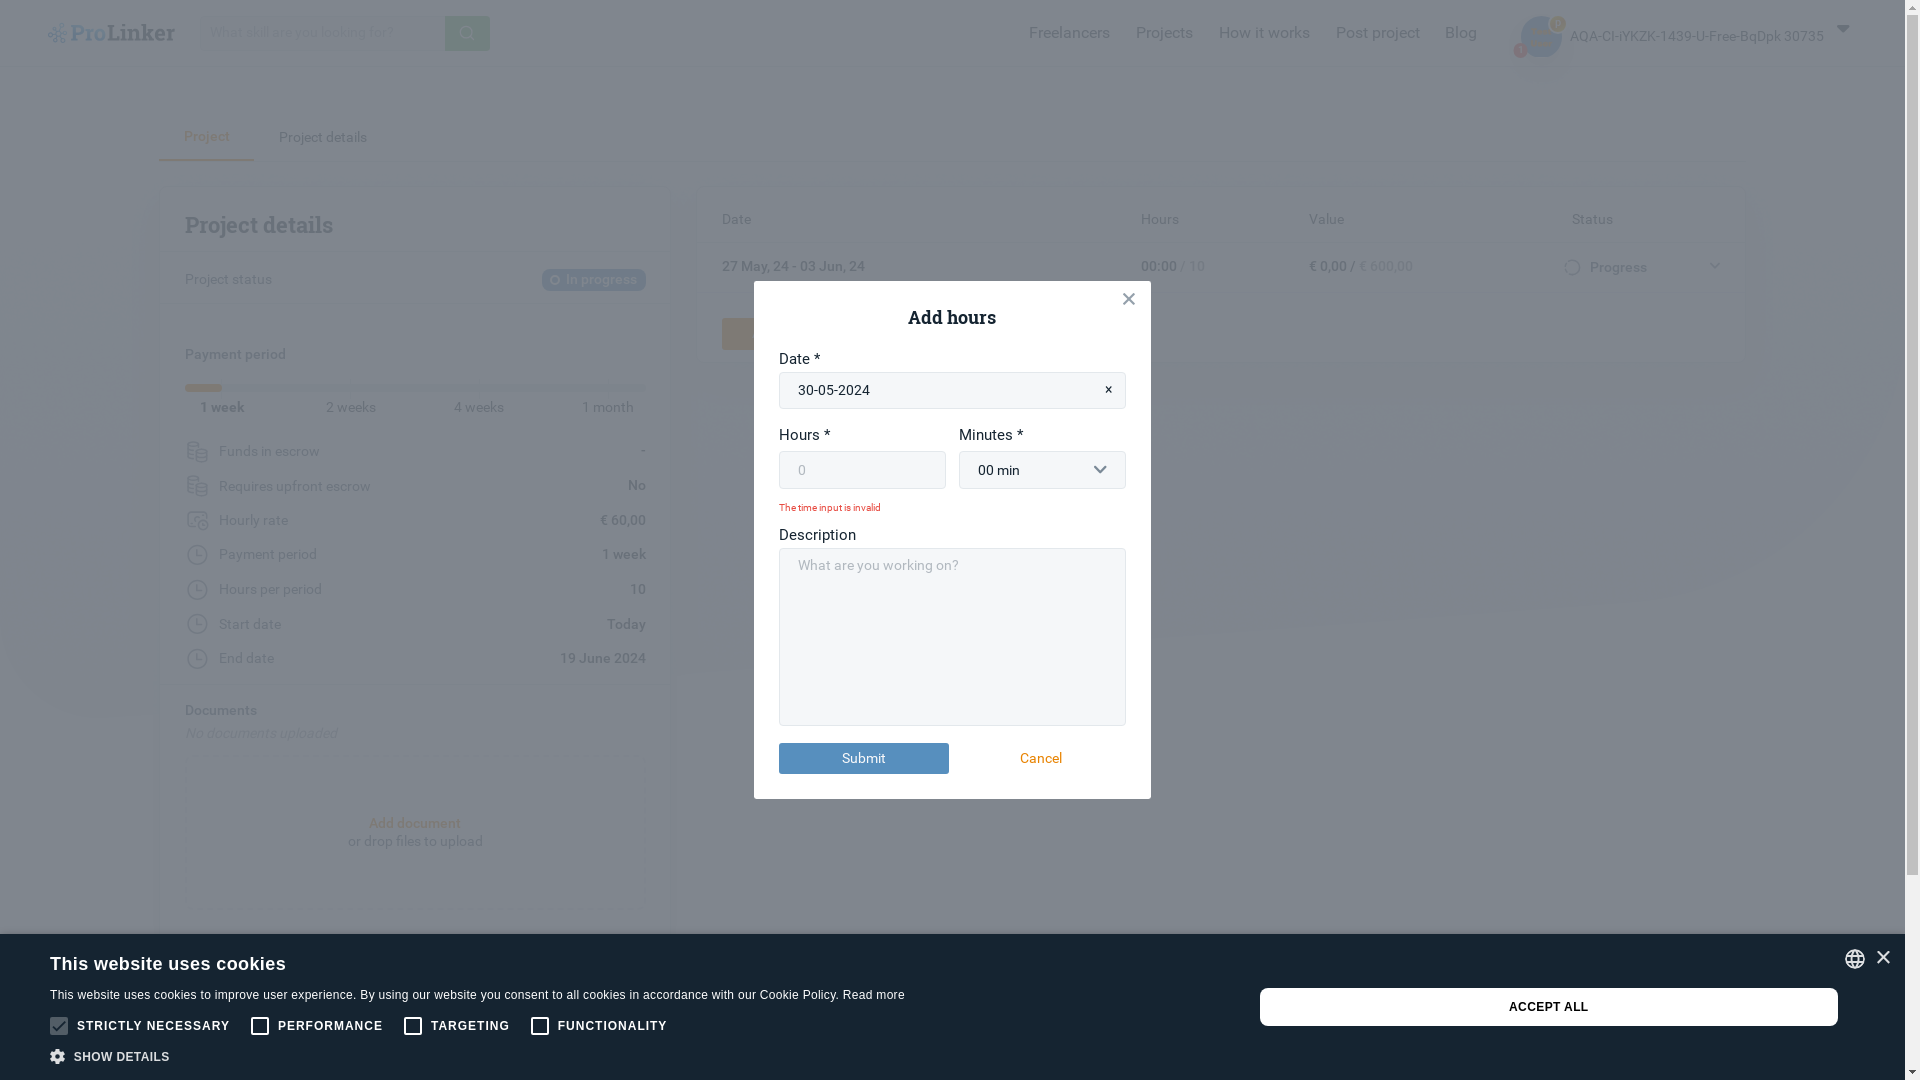 ProLinker What skill are you looking for? Freelancers Projects How it works Post project Blog 1 AQA-CI-iYKZK-1439-U-Free-BqDpk 30735
Project Project details
Project details
Project status In progress
Payment period
1 week 2 weeks 4 weeks 1 month
Funds in escrow -
Requires upfront escrow No
Hourly rate € 60,00
Payment period 1 week
Hours per period 10
Start date Today
End date 19 June 2024
Documents
No documents uploaded
Add document
or drop files to upload
Date Hours Value Status
27 May, 24 - 03 Jun, 24 00:00 / 10 € 0,00 / € 600,00 Progress
Add hours
Date *
30-05-2024 ×
Hours * Minutes *
0 00 min
The time input is invalid
Description
What are you working on?
Submit Cancel
This website uses cookies
This website uses cookies to improve user experience. By using our website you consent to all cookies in accordance with our Cookie Policy. Read more
STRICTLY NECESSARY PERFORMANCE TARGETING FUNCTIONALITY
SHOW DETAILS
ACCEPT ALL
×